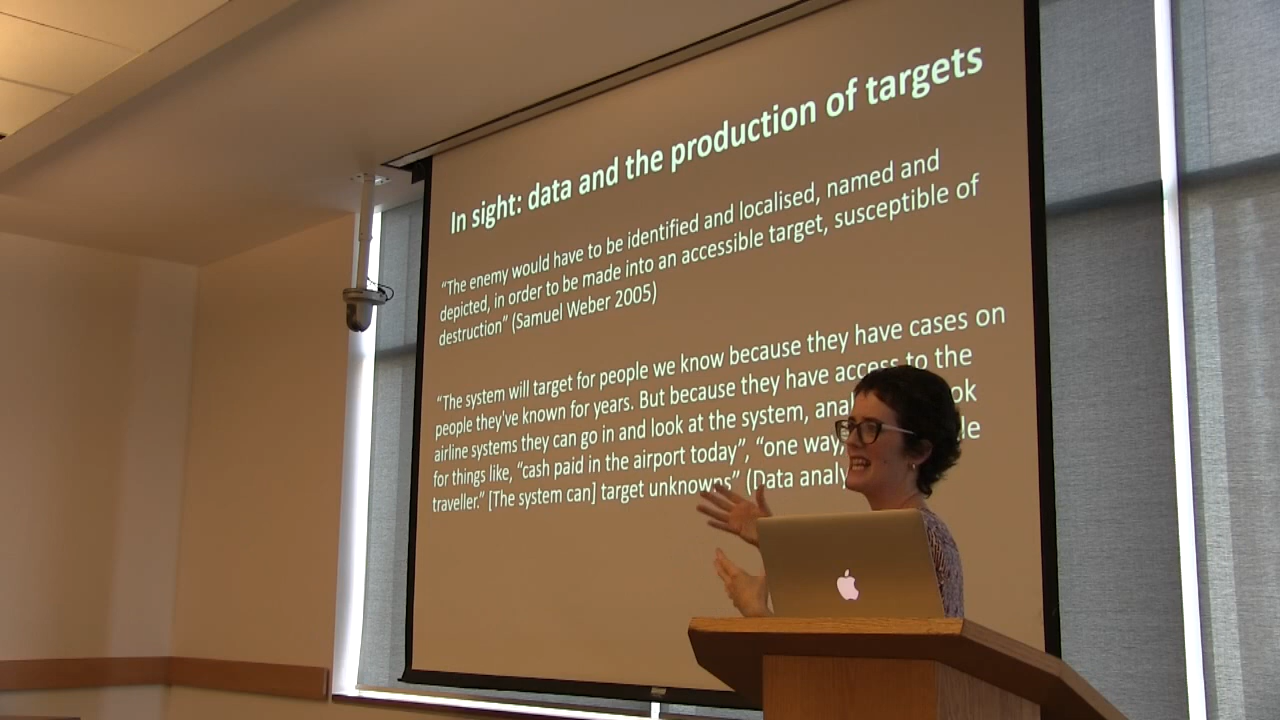 In sight: data and the production of targets
“The enemy would have to be identified and localised, named and
depicted, in order to be made into an accessible target, susceptible of
destruction” (Samuel Weber 2005)
“The system will target for people we know because they have cases on
people they've known for years. But because they have access to the
airline systems they can go in and look at the system,
for things like, “cash paid in the airport today”, “one way,
traveller.” [The system can] target unknowns” (Data